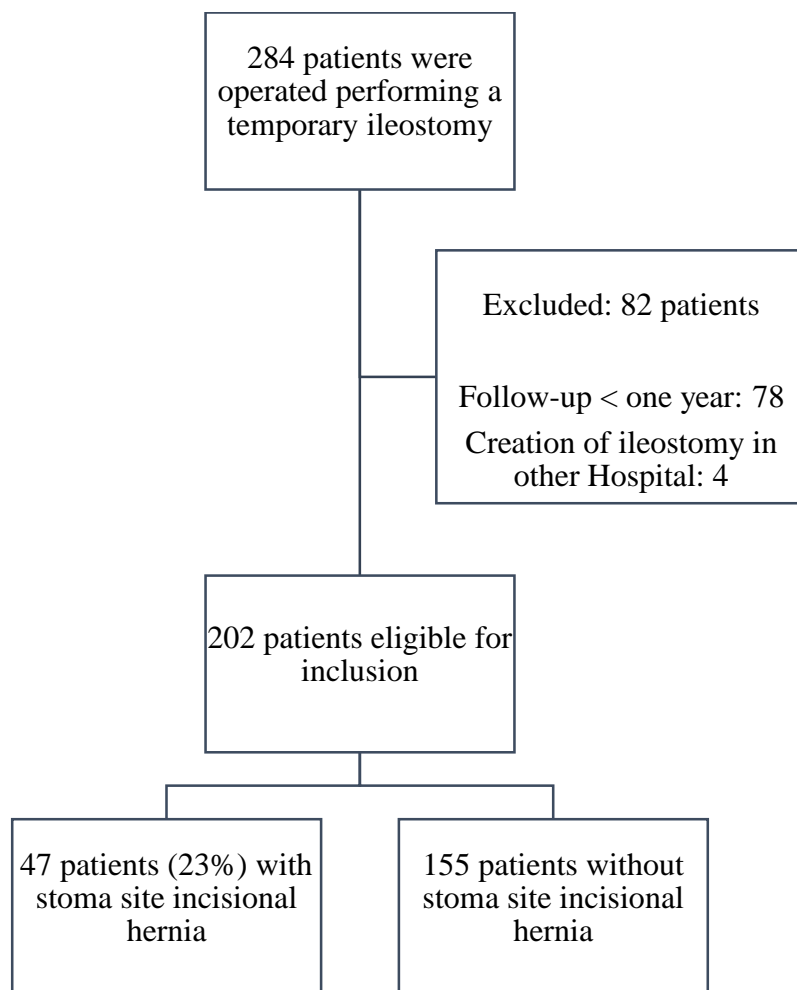 284 patients were
operated performing a
temporary ileostomy
Excluded: 82 patients
Follow-up < one year: 78
Creation of ileostomy in
other Hospital: 4
202 patients eligible for
inclusion
47 patients (23%) with
stoma site incisional
hernia
155 patients without
stoma site incisional
hernia